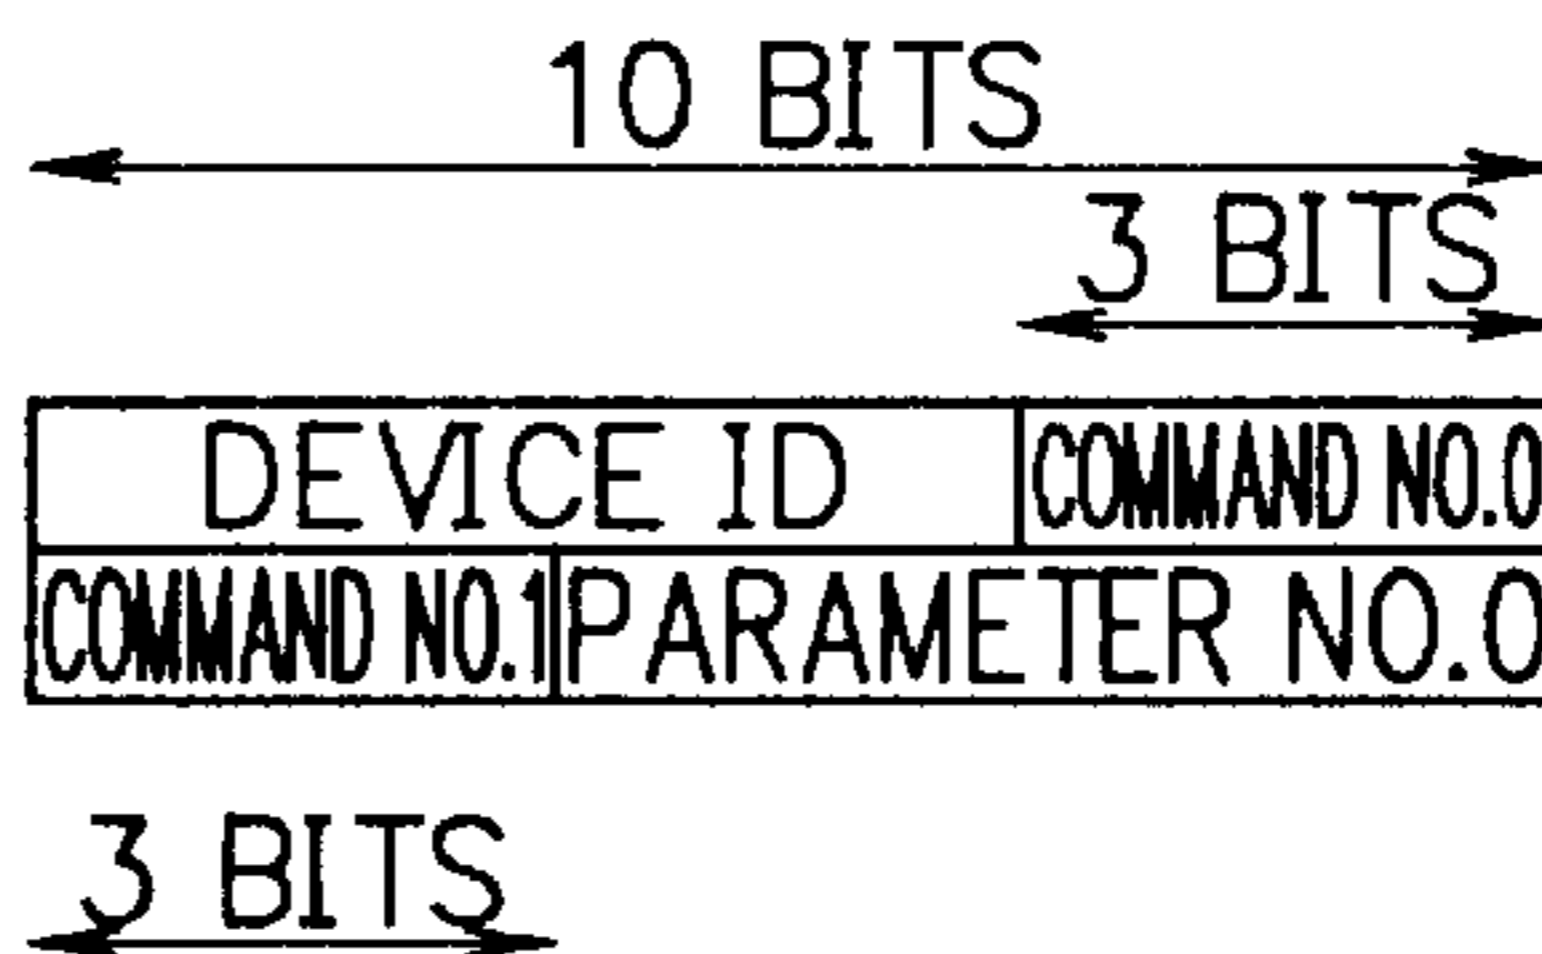 10 BITS
3 BITS
DEVICE ID COMMAND NO.0
COMMAND NO.1 PARAMETER NO.0
3 BITS